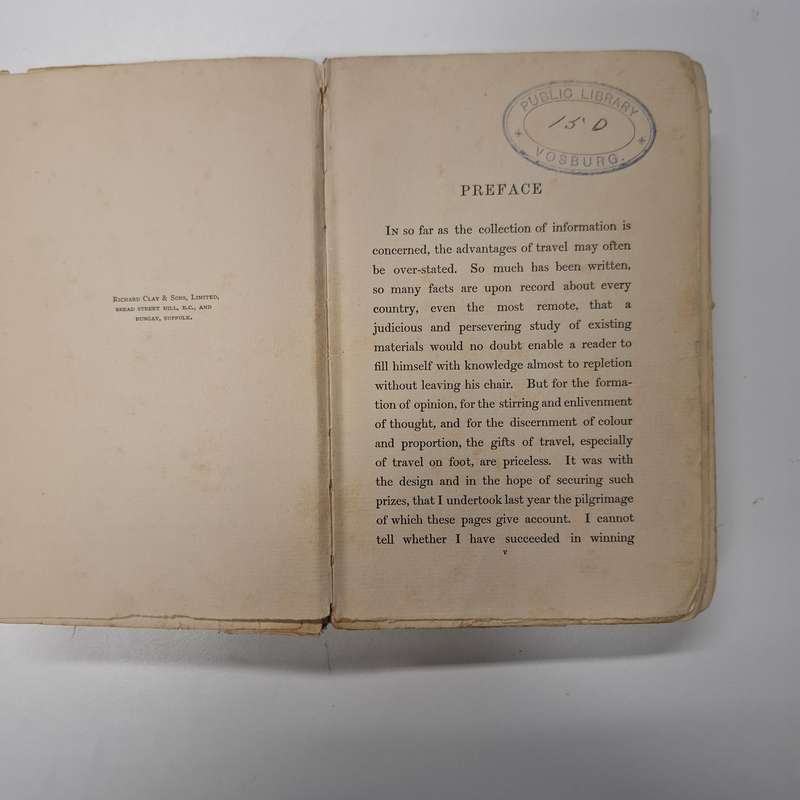 RICHARD CLAY & SONS, LIMITED,
BREAD STREET HILL, E.C., AND
BUNGAY, SUFFOLK.
PUBLIC LIBRARY
15 D
VOSBURG.
PREFACE
IN so far as the collection of information is
concerned, the advantages of travel may often
be over-stated. So much has been written,
so many facts are upon record about every
country, even the most remote, that a
judicious and persevering study of existing
materials would no doubt enable a reader to
fill himself with knowledge almost to repletion
without leaving his chair. But for the forma-
tion of opinion, for the stirring and enlivenment
of thought, and for the discernment of colour
and proportion, the gifts of travel, especially
of travel on foot, are priceless. It was with
the design and in the hope of securing such
prizes, that I undertook last year the pilgrimage
of which these pages give account. I cannot
tell whether I have succeeded in winning
v